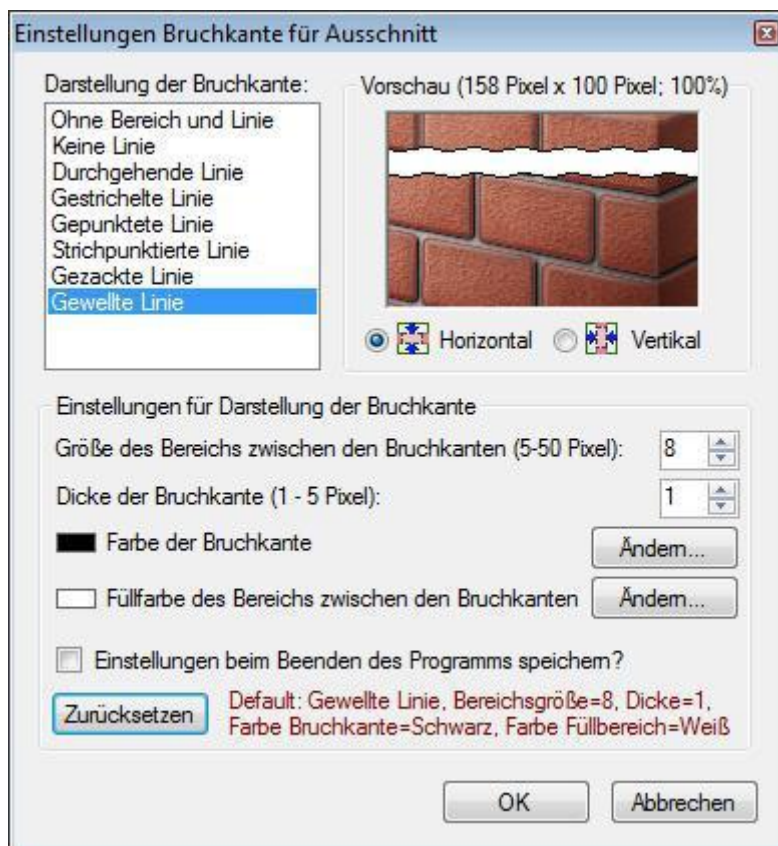 Einstellungen Bruchkante für Ausschnitt
Darstellung der Bruchkante:
Ohne Bereich und Linie
Keine Linie
Durchgehende Linie
Gestrichelte Linie
Gepunktete Linie
Strichpunktierte Linie
Gezackte Linie
Gewellte Linie
Vorschau (158 Pixel x 100 Pixel; 100%)
Horizontal
Vertikal
Einstellungen für Darstellung der Bruchkante
Größe des Bereichs zwischen den Bruchkanten (5-50 Pixel): 8
Dicke der Bruchkante (1 - 5 Pixel): 1
Farbe der Bruchkante Ändern...
Füllfarbe des Bereichs zwischen den Bruchkanten Ändern...
Einstellungen beim Beenden des Programms speichern?
Zurücksetzen
Default: Gewellte Linie, Bereichsgröße=8, Dicke=1,
Farbe Bruchkante=Schwarz, Farbe Füllbereich=Weiß
OK
Abbrechen